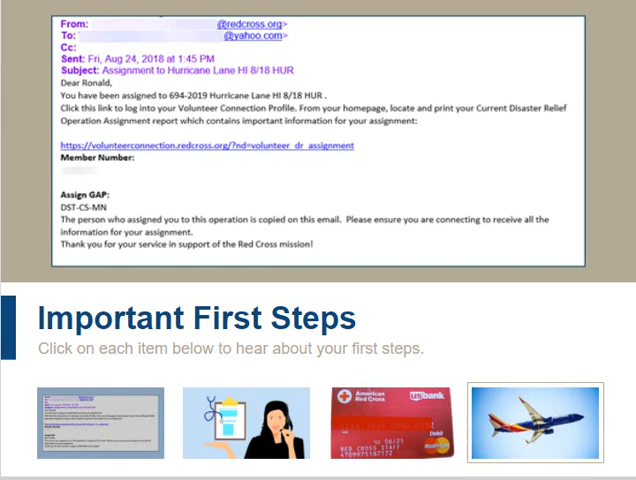 From: @redcross.org>
To: @yahoo.com>
Cc:
Sent: Fri, Aug 24, 2018 at 1:45 PM
Subject: Assignment to Hurricane Lane HI 8/18 HUR
Dear Ronald,
You have been assigned to 694-2019 Hurricane Lane HI 8/18 HUR .
Click this link to log into your Volunteer Connection Profile. From your homepage, locate and print your Current Disaster Relief
Operation Assignment report which contains important information for your assignment:
https://volunteerconnection.redcross.org/?nd=volunteer_dr_assignment
Member Number:
Assign GAP:
DST-CS-MN
The person who assigned you to this operation is copied on this email. Please ensure you are connecting to receive all the
information for your assignment.
Thank you for your service in support of the Red Cross mission!
Important First Steps
Click on each item below to hear about your first steps.
American
Red Cross
usbank
06/21
Debit
RED CROSS STAFF
MasterCard